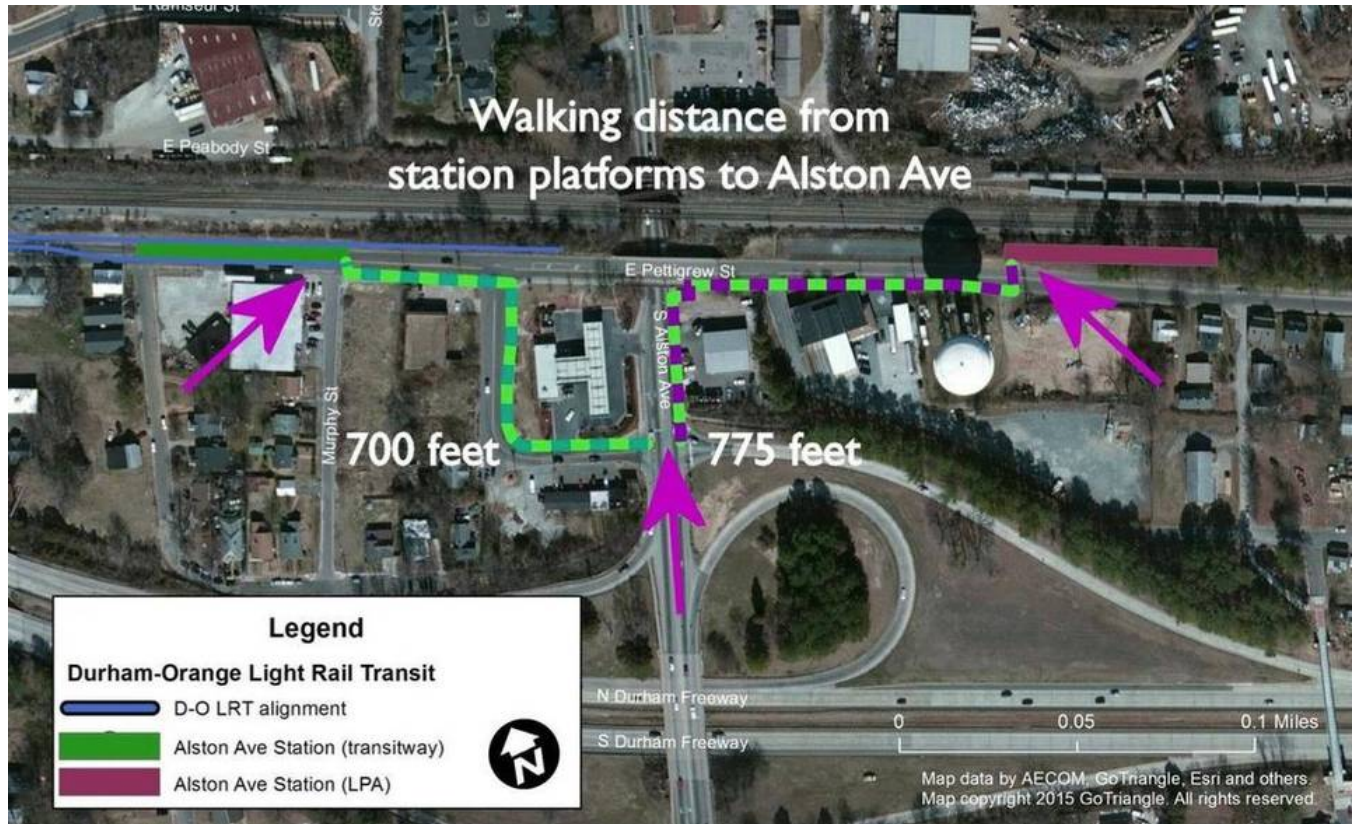 E Ramseur St
E Peabody St
Walking distance from
station platforms to Alston Ave
E Pettigrew St
S Alston Ave
Murphy St
700 feet
775 feet
Legend
Durham-Orange Light Rail Transit
D-O LRT alignment
Alston Ave Station (transitway)
Alston Ave Station (LPA)
N
N Durham Freeway
S Durham Freeway
0 0.05 0.1 Miles
Map data by AECOM, GoTriangle, Esri and others.
Map copyright 2015 GoTriangle. All rights reserved.